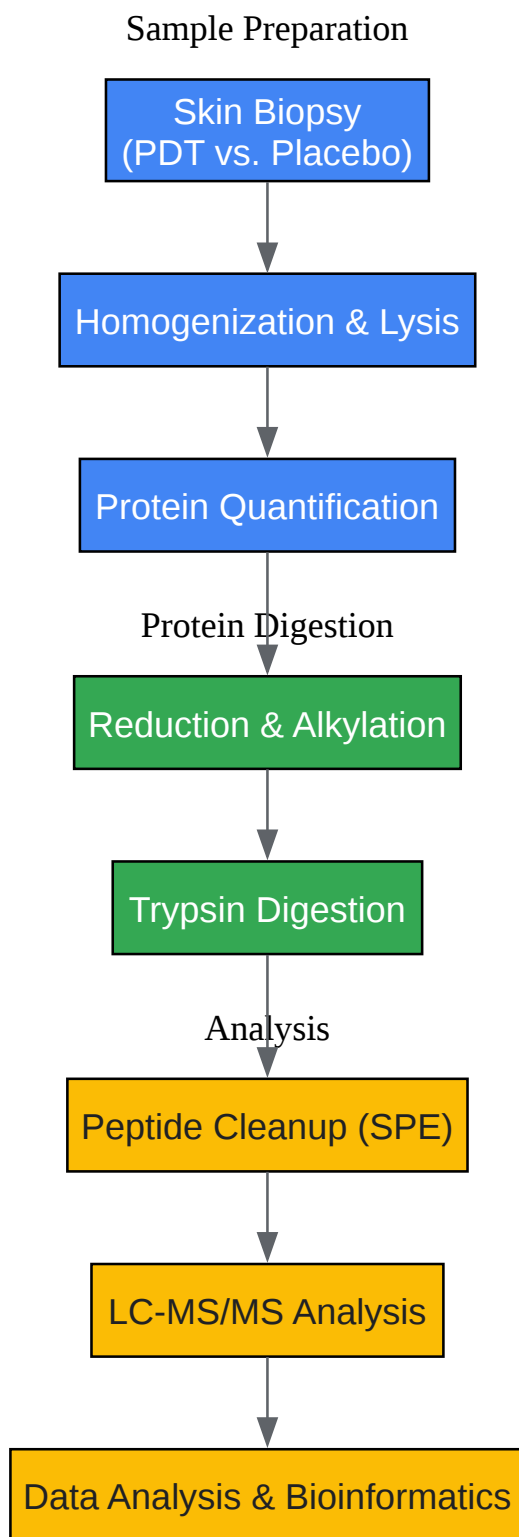 Sample Preparation
Skin Biopsy
(PDT vs. Placebo)
Homogenization & Lysis
Protein Quantification
Protein Digestion
Reduction & Alkylation
Trypsin Digestion
Analysis
Peptide Cleanup (SPE)
LC-MS/MS Analysis
Data Analysis & Bioinformatics